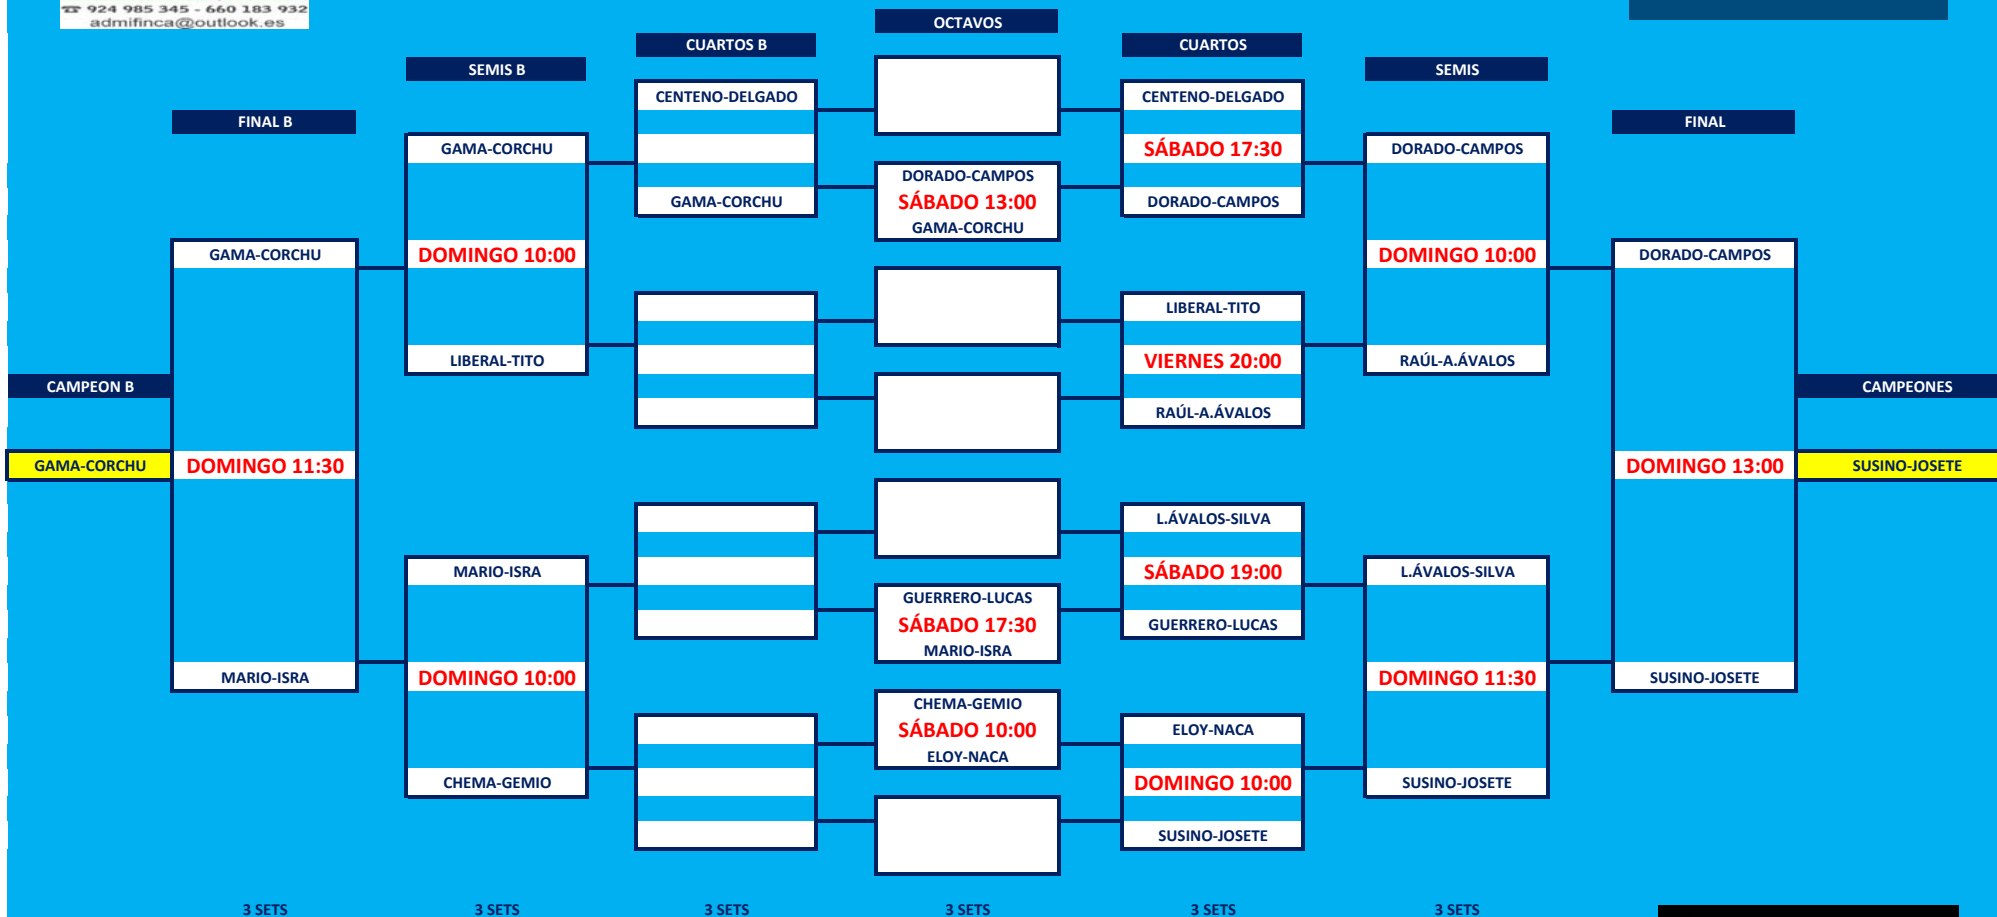 ☎ 924 985 345 - 660 183 932
admifinca@outlook.es
OCTAVOS
CUARTOS B
CUARTOS
SEMIS B
SEMIS
FINAL B
FINAL
CAMPEON B
GAMA-CORCHU
GAMA-CORCHU
DOMINGO 11:30
MARIO-ISRA
GAMA-CORCHU
DOMINGO 10:00
LIBERAL-TITO
MARIO-ISRA
DOMINGO 10:00
CHEMA-GEMIO
CENTENO-DELGADO
GAMA-CORCHU
DORADO-CAMPOS
SÁBADO 13:00
GAMA-CORCHU
GUERRERO-LUCAS
SÁBADO 17:30
MARIO-ISRA
CHEMA-GEMIO
SÁBADO 10:00
ELOY-NACA
CENTENO-DELGADO
SÁBADO 17:30
DORADO-CAMPOS
LIBERAL-TITO
VIERNES 20:00
RAÚL-A.ÁVALOS
L.ÁVALOS-SILVA
SÁBADO 19:00
GUERRERO-LUCAS
ELOY-NACA
DOMINGO 10:00
SUSINO-JOSETE
DORADO-CAMPOS
DOMINGO 10:00
RAÚL-A.ÁVALOS
L.ÁVALOS-SILVA
DOMINGO 11:30
SUSINO-JOSETE
DORADO-CAMPOS
DOMINGO 13:00
SUSINO-JOSETE
CAMPEONES
SUSINO-JOSETE
3 SETS
3 SETS
3 SETS
3 SETS
3 SETS
3 SETS